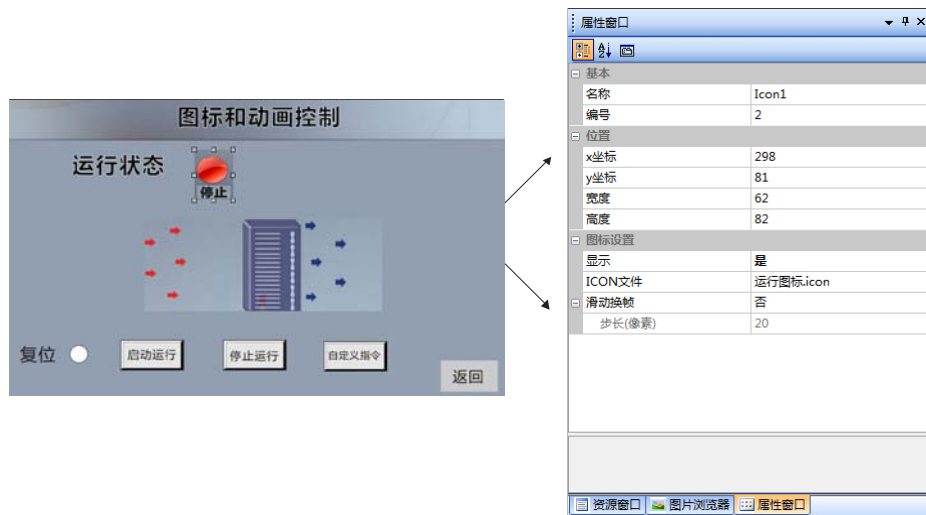 图标和动画控制
运行状态
停止
复位
启动运行
停止运行
自定义指令
返回
属性窗口
基本
名称 Icon1
编号 2
位置
x坐标 298
y坐标 81
宽度 62
高度 82
图标设置
显示 是
ICON文件 运行图标.icon
滑动换帧 否
步长(像素) 20
资源窗口 图片浏览器 属性窗口